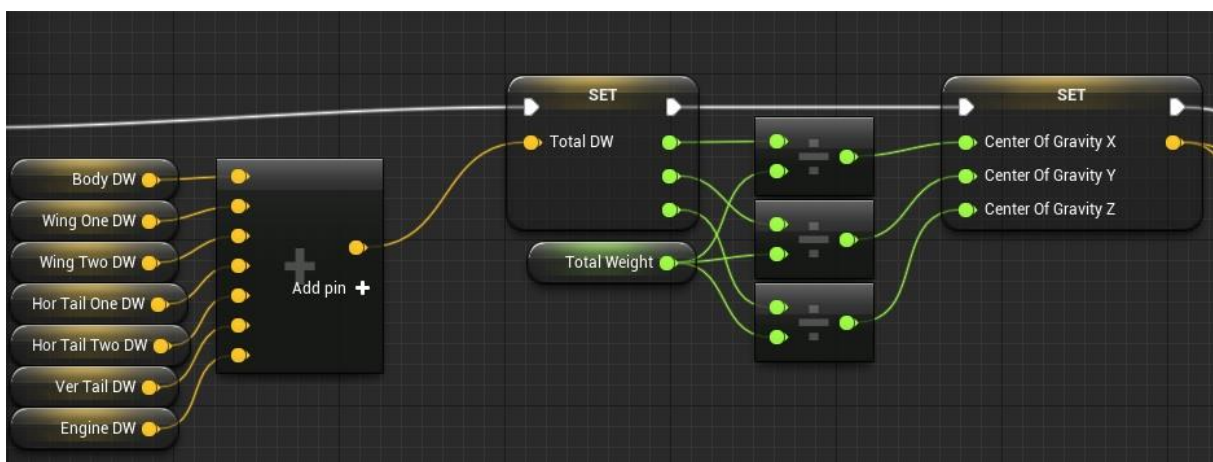 Body DW
Wing One DW
Wing Two DW
Hor Tail One DW
Hor Tail Two DW
Ver Tail DW
Engine DW
Add pin +
SET
Total DW
Total Weight
SET
Center Of Gravity X
Center Of Gravity Y
Center Of Gravity Z